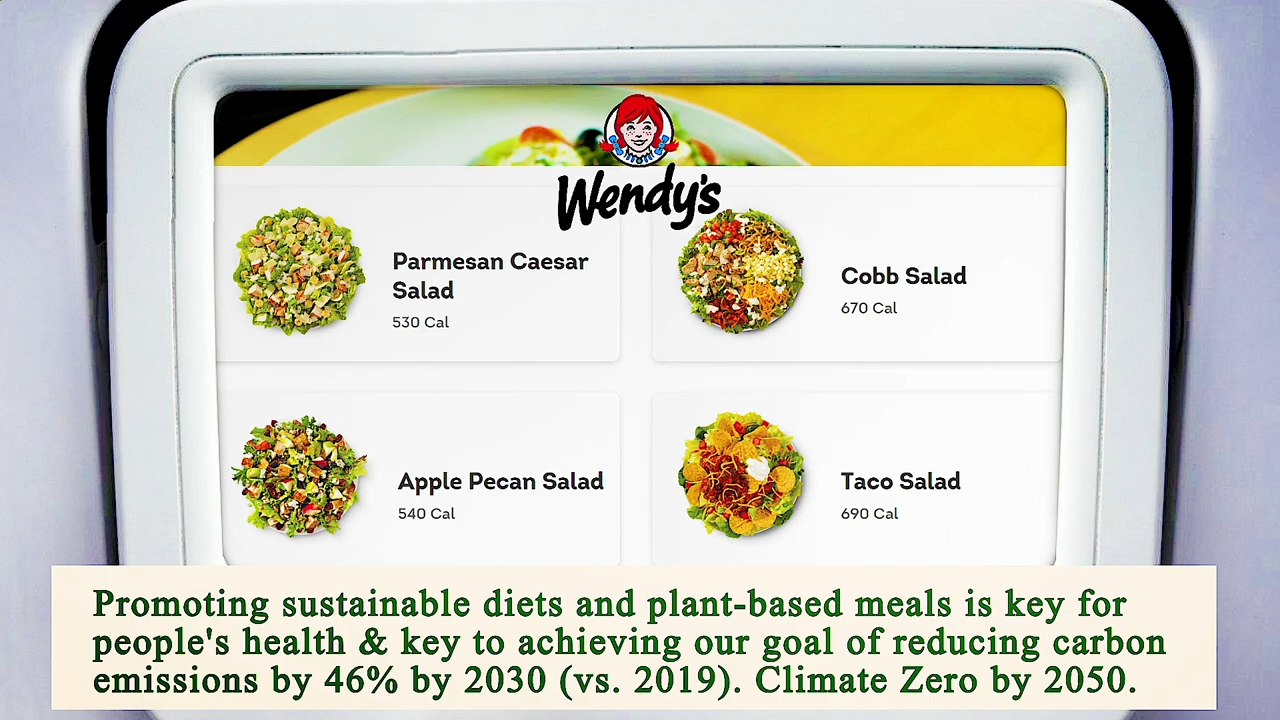 Wendy's
Parmesan Caesar
Salad
530 Cal
Cobb Salad
670 Cal
Apple Pecan Salad
540 Cal
Taco Salad
690 Cal
Promoting sustainable diets and plant-based meals is key for
people's health & key to achieving our goal of reducing carbon
emissions by 46% by 2030 (vs. 2019). Climate Zero by 2050.